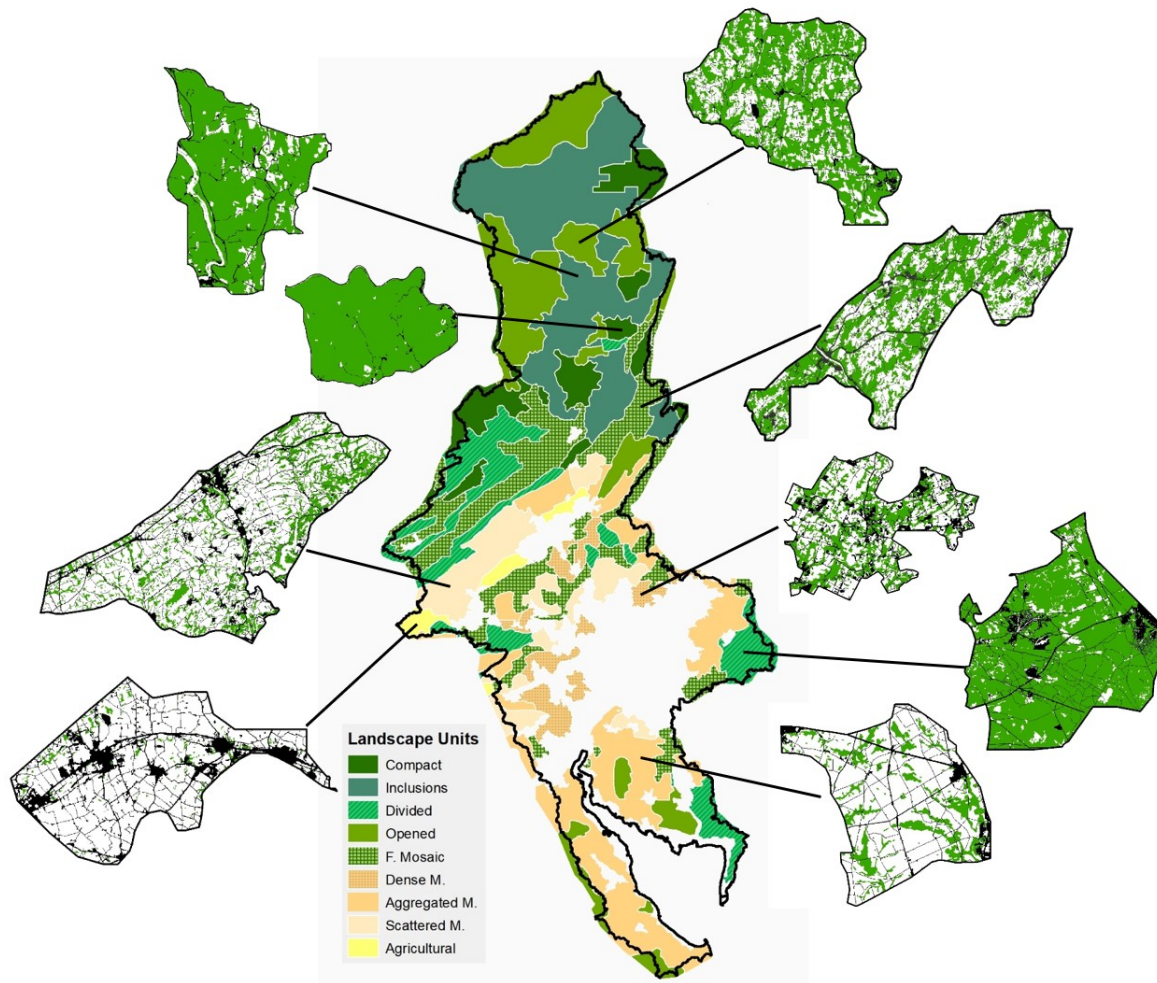 Landscape Units
Compact
Inclusions
Divided
Opened
F. Mosaic
Dense M.
Aggregated M.
Scattered M.
Agricultural